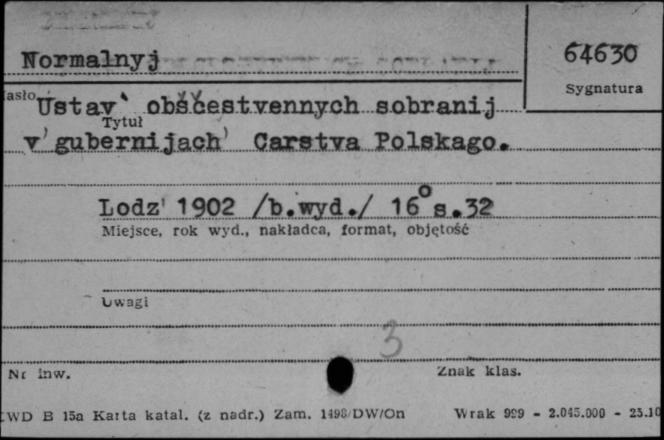 Normalnyj
64630
Sygnatura
asło
Ustav' obščestvennych sobranij
Tytuł
v' gubernijach' Carstva Polskago.
Lodz' 1902 /b.wyd./ 16° s.32
Miejsce, rok wyd., nakładca, format, objętość
Uwagi
3
Nr inw.
Znak klas.
WD B 15a Karta katal. (z nadr.) Zam. 1498/DW/On
Wrak 999 - 2.045.000 - 25.10